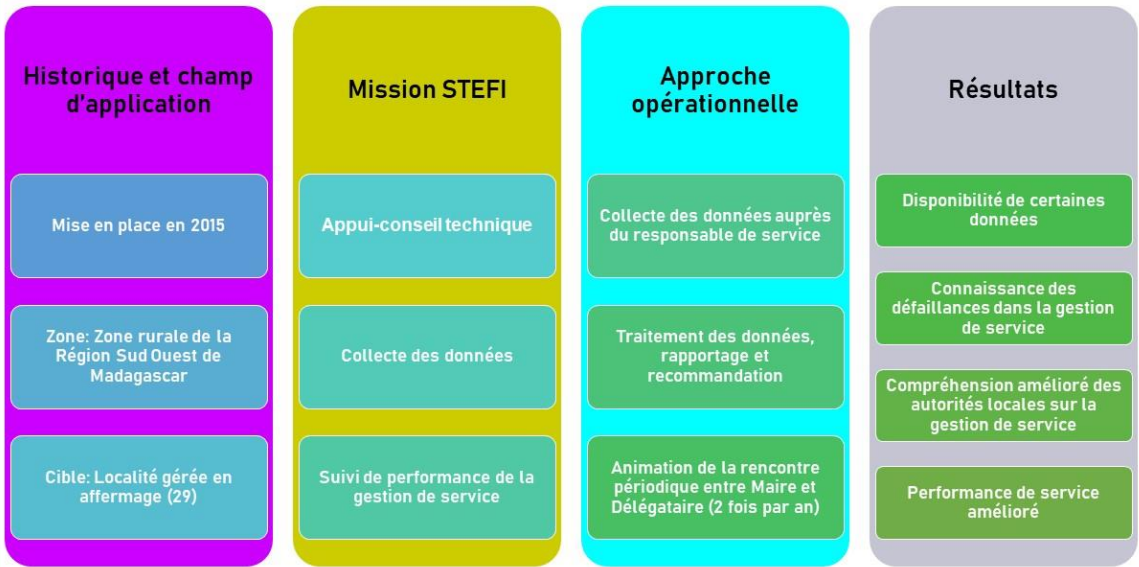 Historique et champ
d'application
Mise en place en 2015
Zone: Zone rurale de la
Région Sud Ouest de
Madagascar
Cible: Localité gérée en
affermage (29)
Mission STEFI
Appui-conseil technique
Collecte des données
Suivi de performance de la
gestion de service
Approche
opérationnelle
Collecte des données auprès
du responsable de service
Traitement des données,
rapportage et
recommandation
Animation de la rencontre
périodique entre Maire et
Délégataire (2 fois par an)
Résultats
Disponibilité de certaines
données
Connaissance des
défaillances dans la gestion
de service
Compréhension amélioré des
autorités locales sur la
gestion de service
Performance de service
amélioré